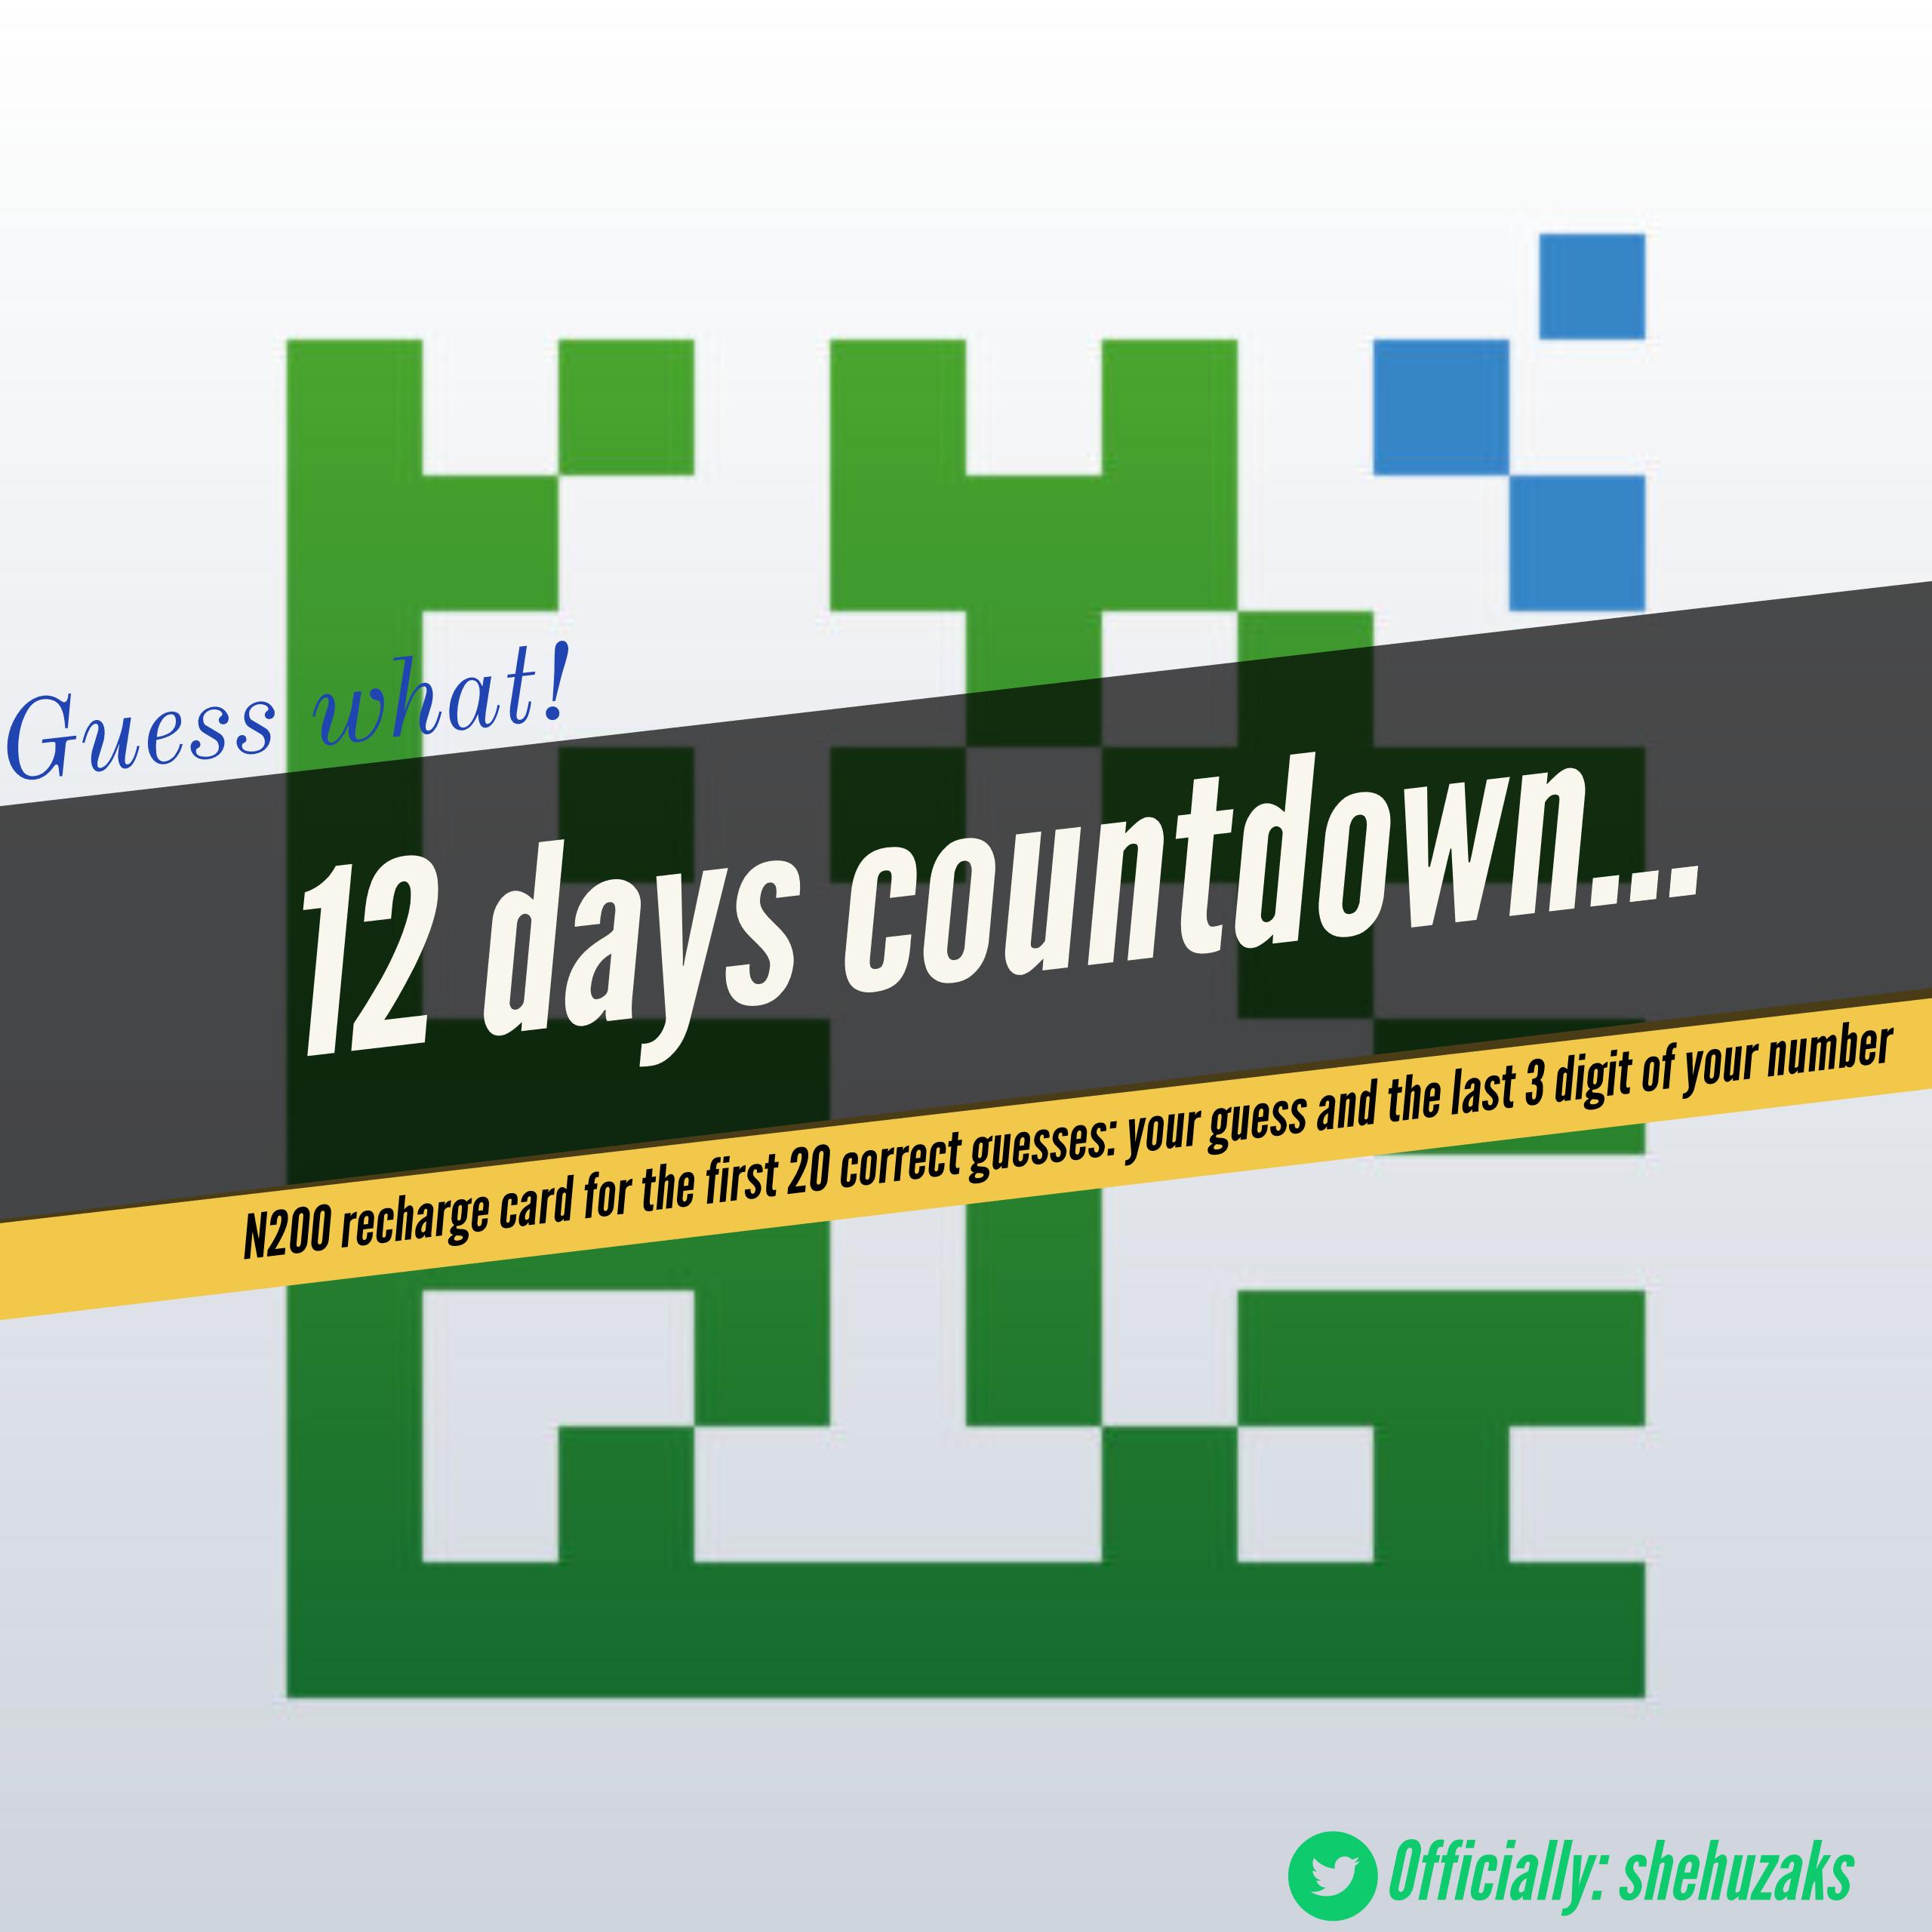 Guess what!
12 days countdown...
N200 recharge card for the first 20 correct guesses: your guess and the last 3 digit of your number
Officially: shehuzaks